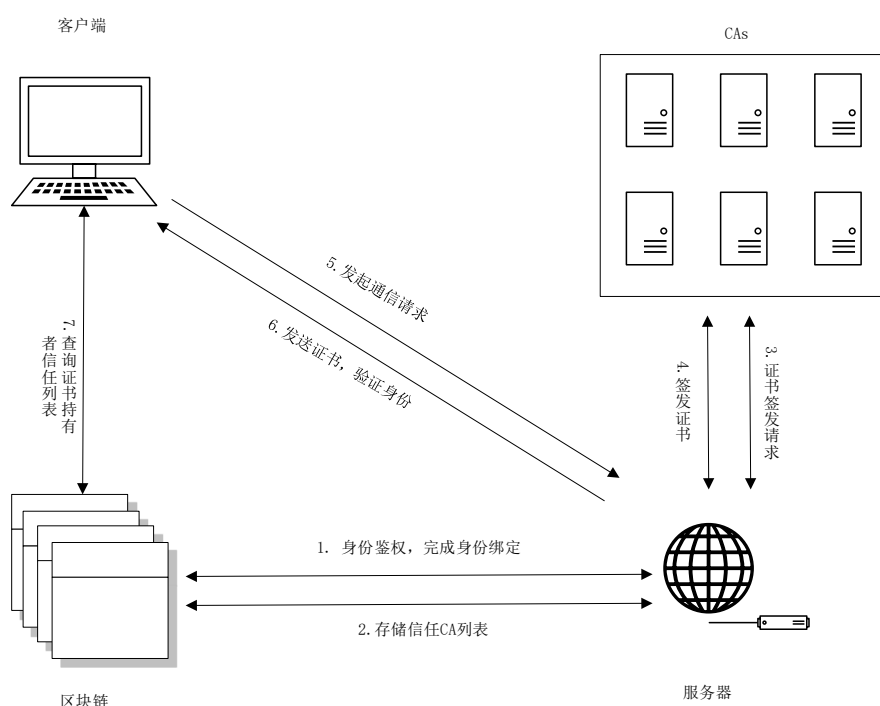 客户端
CAs
5.发起通信请求
6.发送证书，验证身份
7.查询证书持有
者信任列表
4.签发证书
3.证书签发请求
1. 身份鉴权，完成身份绑定
2.存储信任CA列表
区块链
服务器